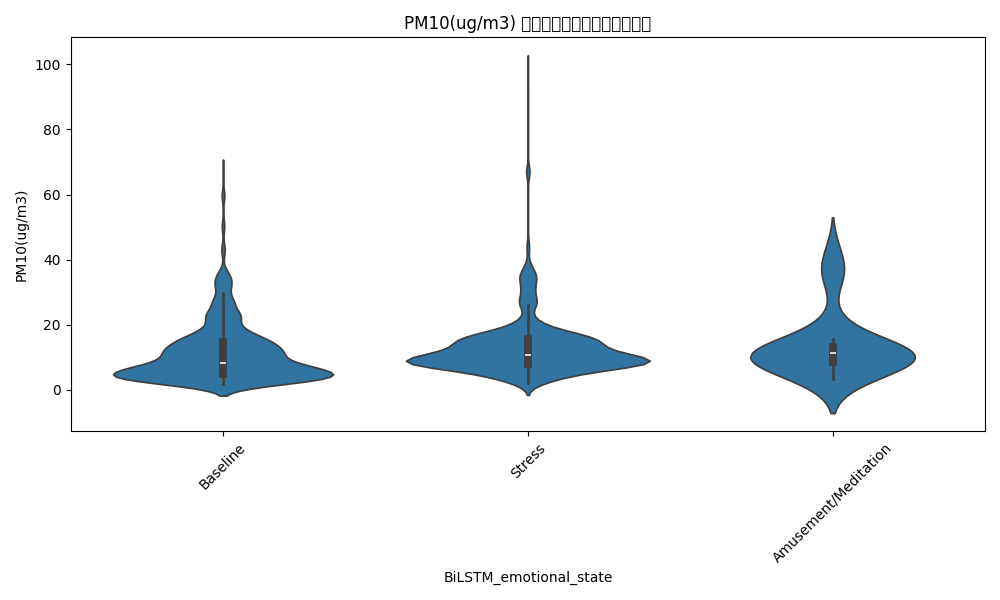 PM10(ug/m3)
PM10(ug/m3)
100
80
60
40
20
0
Baseline
Stress
Amusement/Meditation
BiLSTM_emotional_state